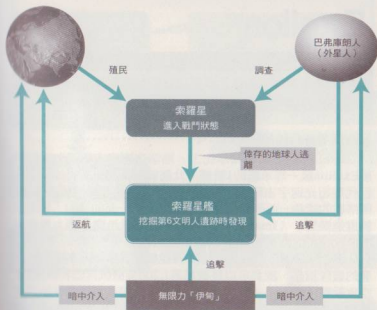 巴弗庫朗人
(外星人)
殖民
調查
索羅星
進入戰鬥狀態
倖存的地球人逃
離
索羅星艦
挖掘第6文明人遺跡時發現
返航
追擊
追擊
暗中介入
無限力「伊甸」
暗中介入